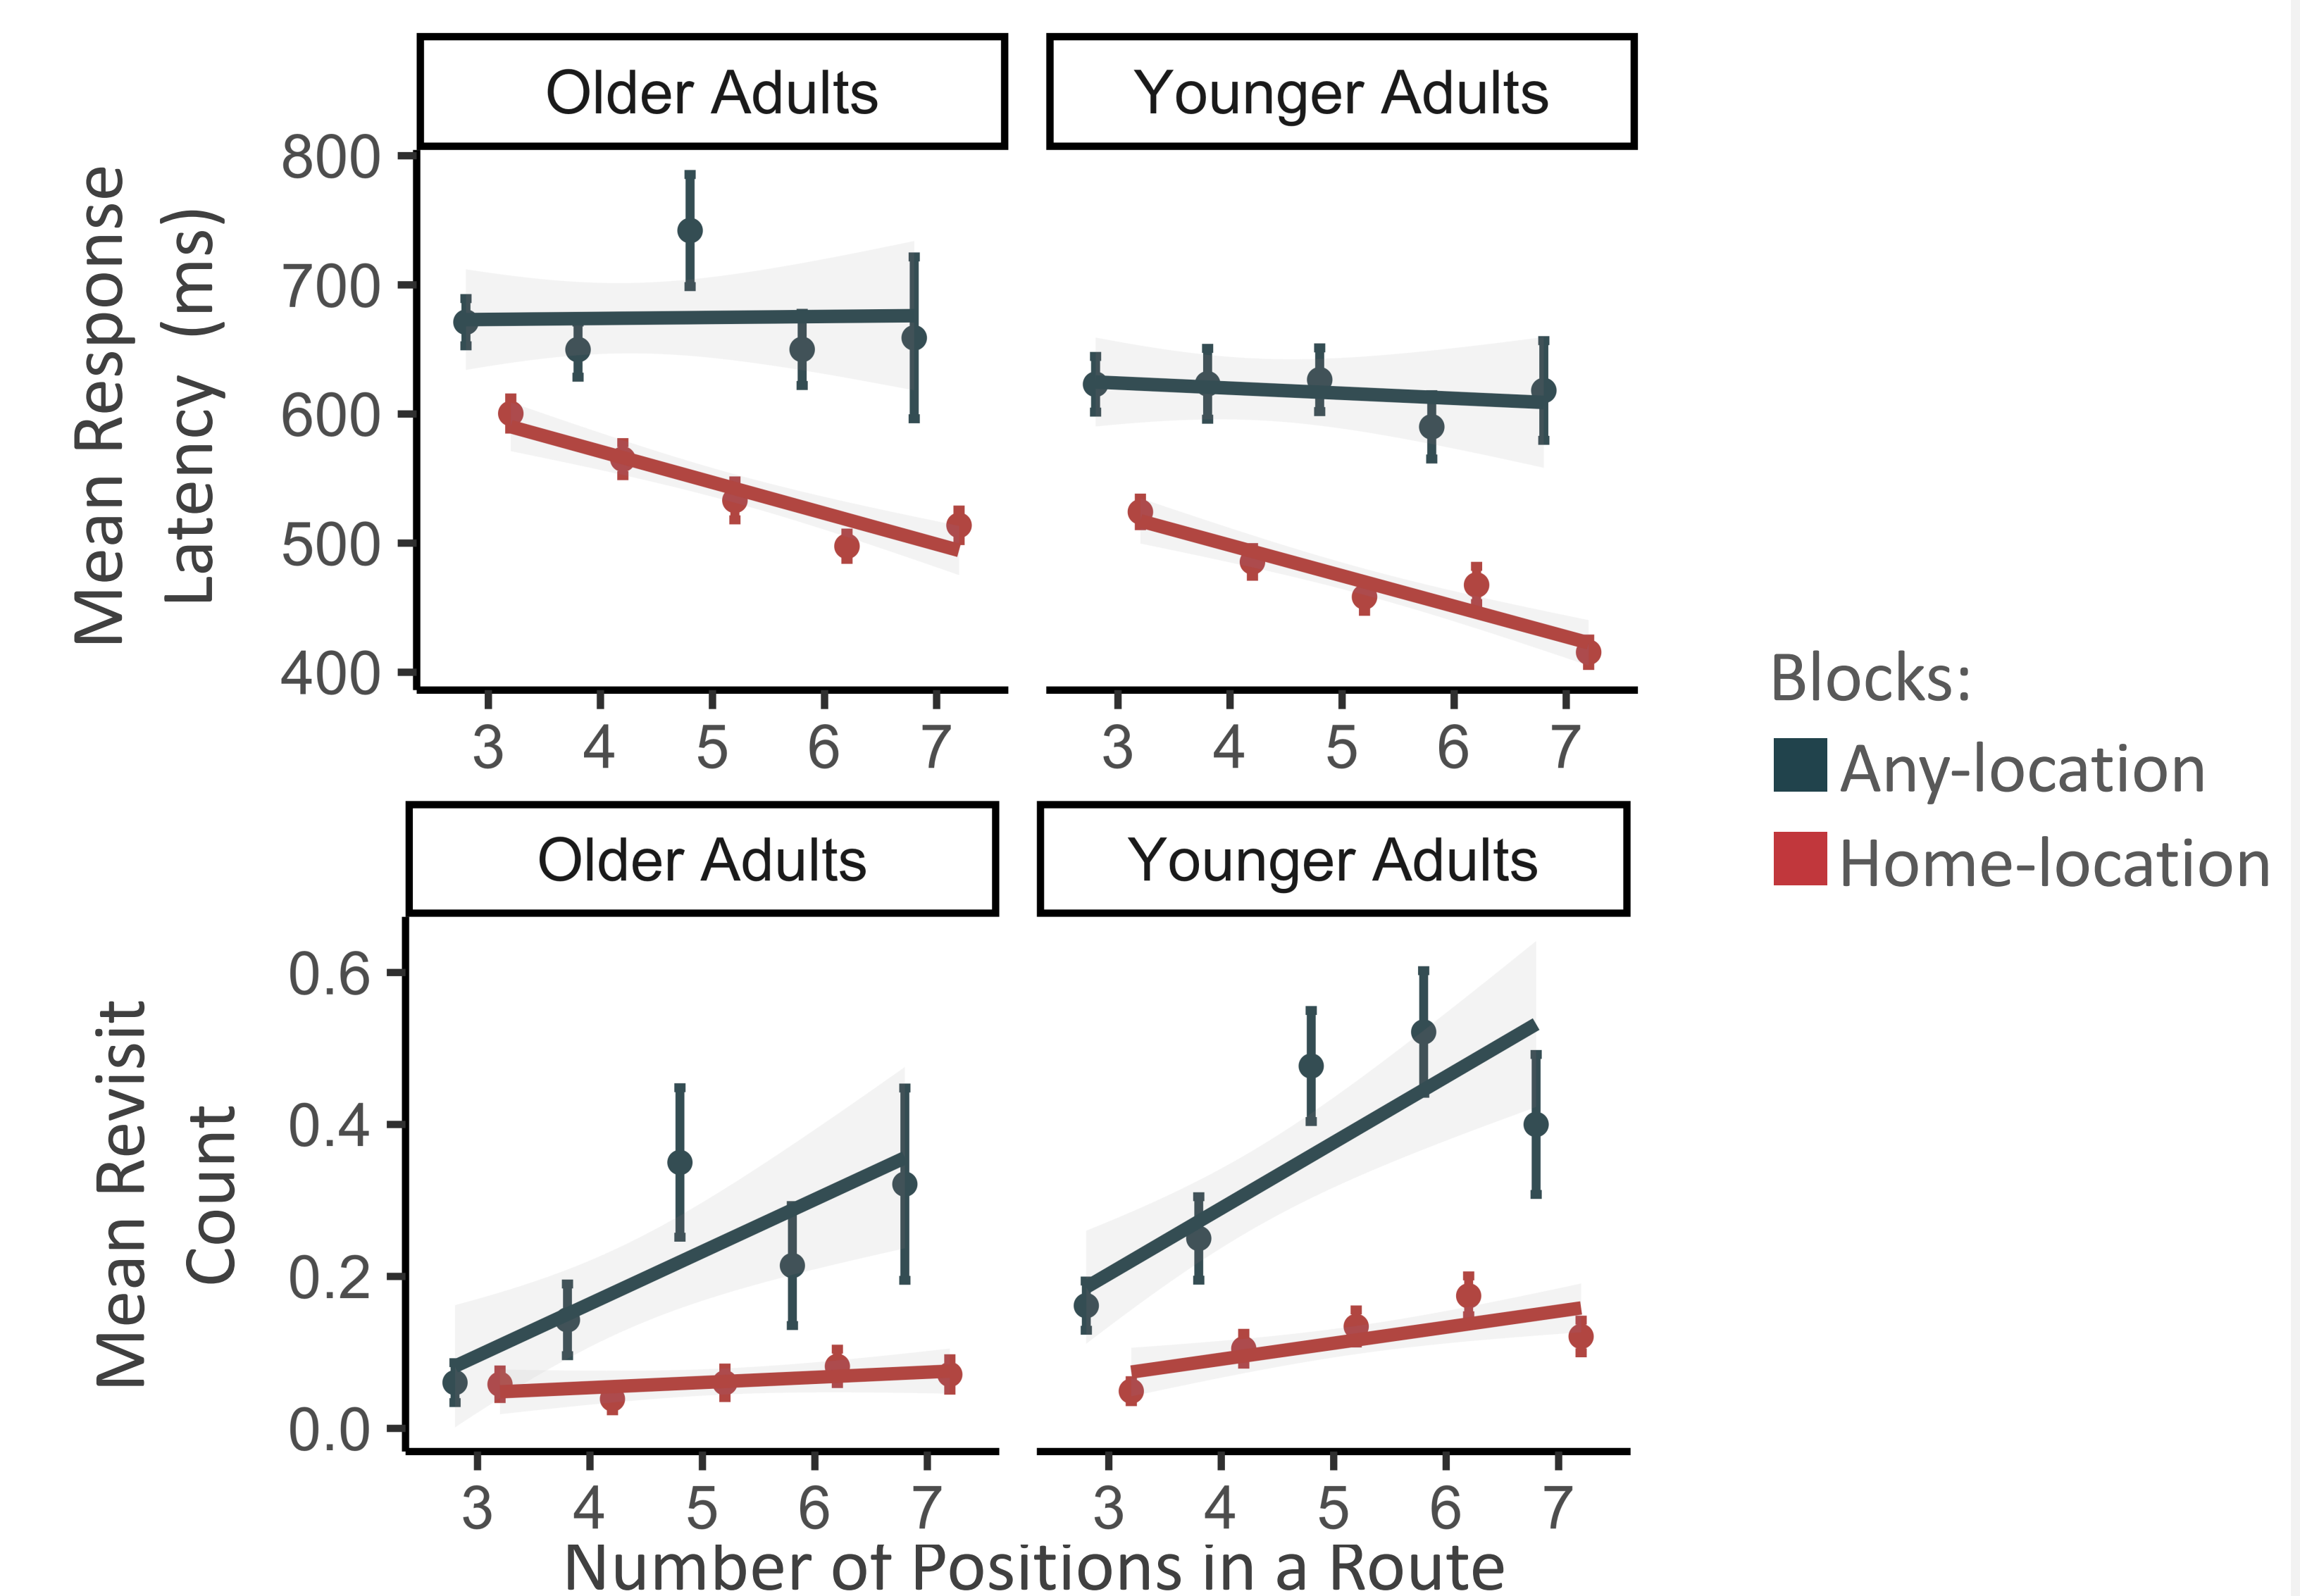 Older Adults
Younger Adults
Mean Response
Latency (ms)
800
700
600
500
400
3 4 5 6 7
3 4 5 6 7
Older Adults
Younger Adults
Mean Revisit
Count
0.6
0.4
0.2
0.0
3 4 5 6 7
3 4 5 6 7
Number of Positions in a Route
Blocks:
Any-location
Home-location